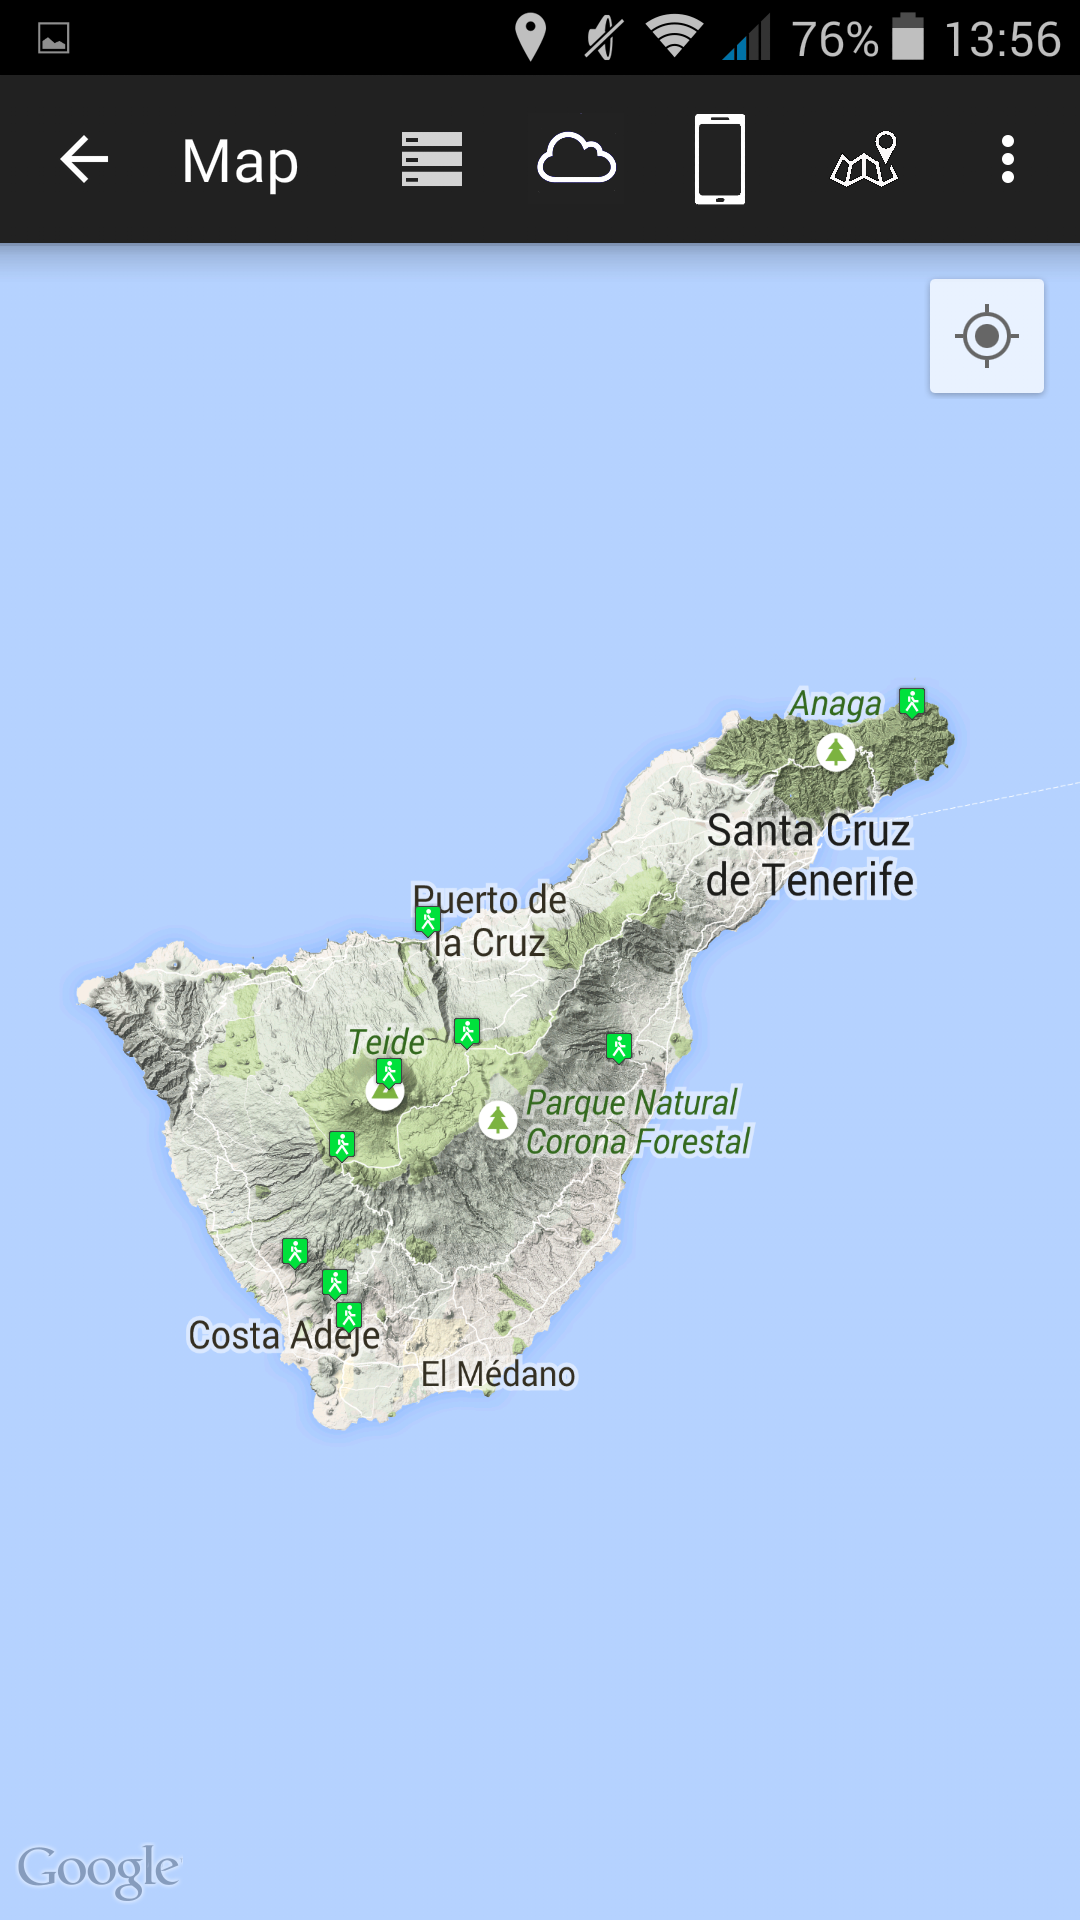 76% 13:56
Map
Anaga
Santa Cruz
de Tenerife
Puerto de
la Cruz
Teide
Parque Natural
Corona Forestal
Costa Adeje
El Médano
Google